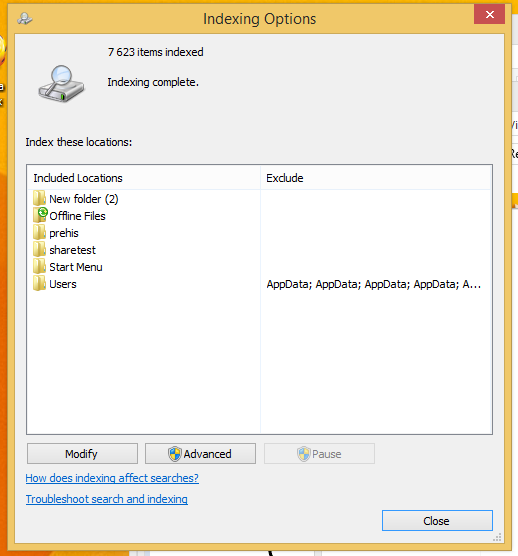 Indexing Options
7 623 items indexed
Indexing complete.
Index these locations:
Included Locations Exclude
New folder (2)
Offline Files
prehis
sharetest
Start Menu
Users AppData; AppData; AppData; AppData; A...
Modify Advanced Pause
How does indexing affect searches?
Troubleshoot search and indexing
Close